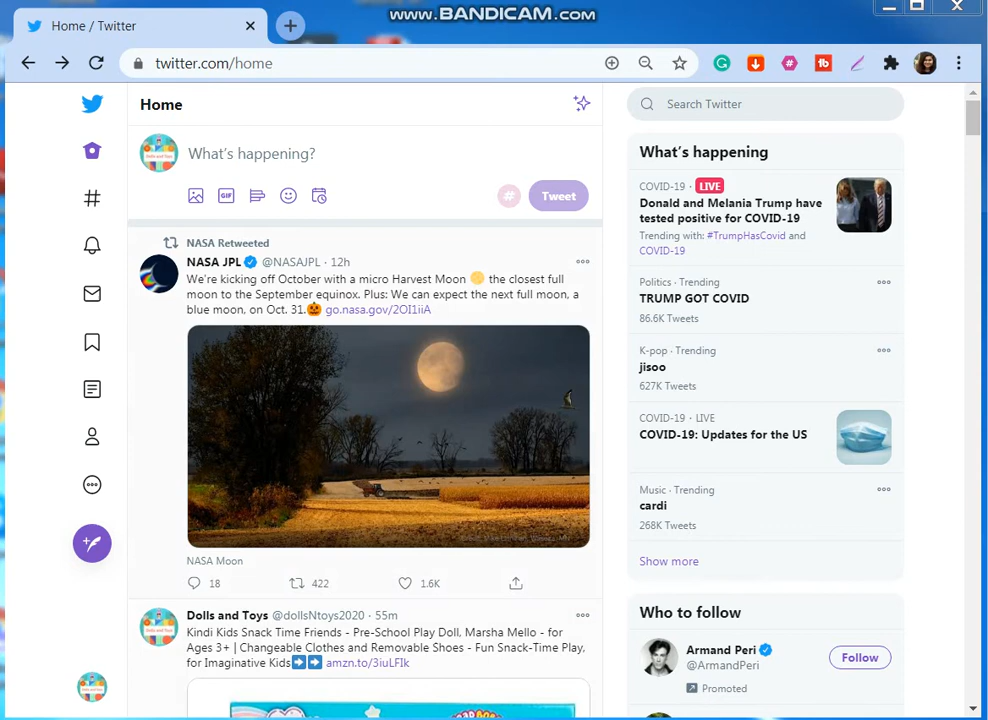 www.BANDICAM.com
Home / Twitter
twitter.com/home
Home
Search Twitter
What's happening?
GIF
#
Tweet
NASA Retweeted
NASA JPL @NASAJPL · 12h
We're kicking off October with a micro Harvest Moon 🌕 the closest full
moon to the September equinox. Plus: We can expect the next full moon, a
blue moon, on Oct. 31.🎃 go.nasa.gov/2OI1iiA
NASA Moon
18
422
1.6K
Dolls and Toys @dollsNtoys2020 · 55m
Kindi Kids Snack Time Friends - Pre-School Play Doll, Marsha Mello - for
Ages 3+ | Changeable Clothes and Removable Shoes - Fun Snack-Time Play,
for Imaginative Kids➡️➡️ amzn.to/3iuLFIk
What's happening
COVID-19 · LIVE
Donald and Melania Trump have
tested positive for COVID-19
Trending with: #TrumpHasCovid and
COVID-19
Politics · Trending
TRUMP GOT COVID
86.6K Tweets
K-pop · Trending
jisoo
627K Tweets
COVID-19 · LIVE
COVID-19: Updates for the US
Music · Trending
cardi
268K Tweets
Show more
Who to follow
Armand Peri
@ArmandPeri
Follow
Promoted